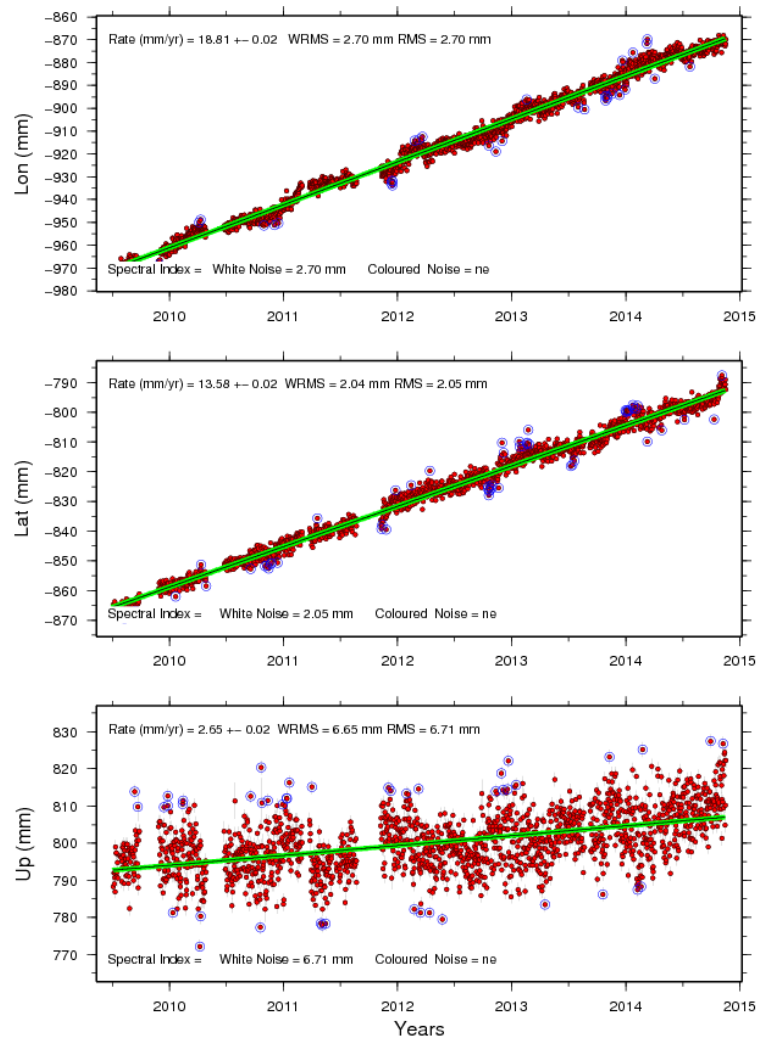 -860
-870
Rate (mm/yr) = 18.81 +- 0.02 WRMS = 2.70 mm RMS = 2.70 mm
-880
-890
-900
-910
Lon (mm)
-920
-930
-940
-950
-960
-970
Spectral Index = White Noise = 2.70 mm Coloured Noise = ne
-980
2010 2011 2012 2013 2014 2015
-790
Rate (mm/yr) = 13.58 +- 0.02 WRMS = 2.04 mm RMS = 2.05 mm
-800
-810
-820
Lat (mm)
-830
-840
-850
-860
-870
Spectral Index = White Noise = 2.05 mm Coloured Noise = ne
2010 2011 2012 2013 2014 2015
830
Rate (mm/yr) = 2.65 +- 0.02 WRMS = 6.65 mm RMS = 6.71 mm
820
810
800
Up (mm)
790
780
770
Spectral Index = White Noise = 6.71 mm Coloured Noise = ne
2010 2011 2012 2013 2014 2015
Years